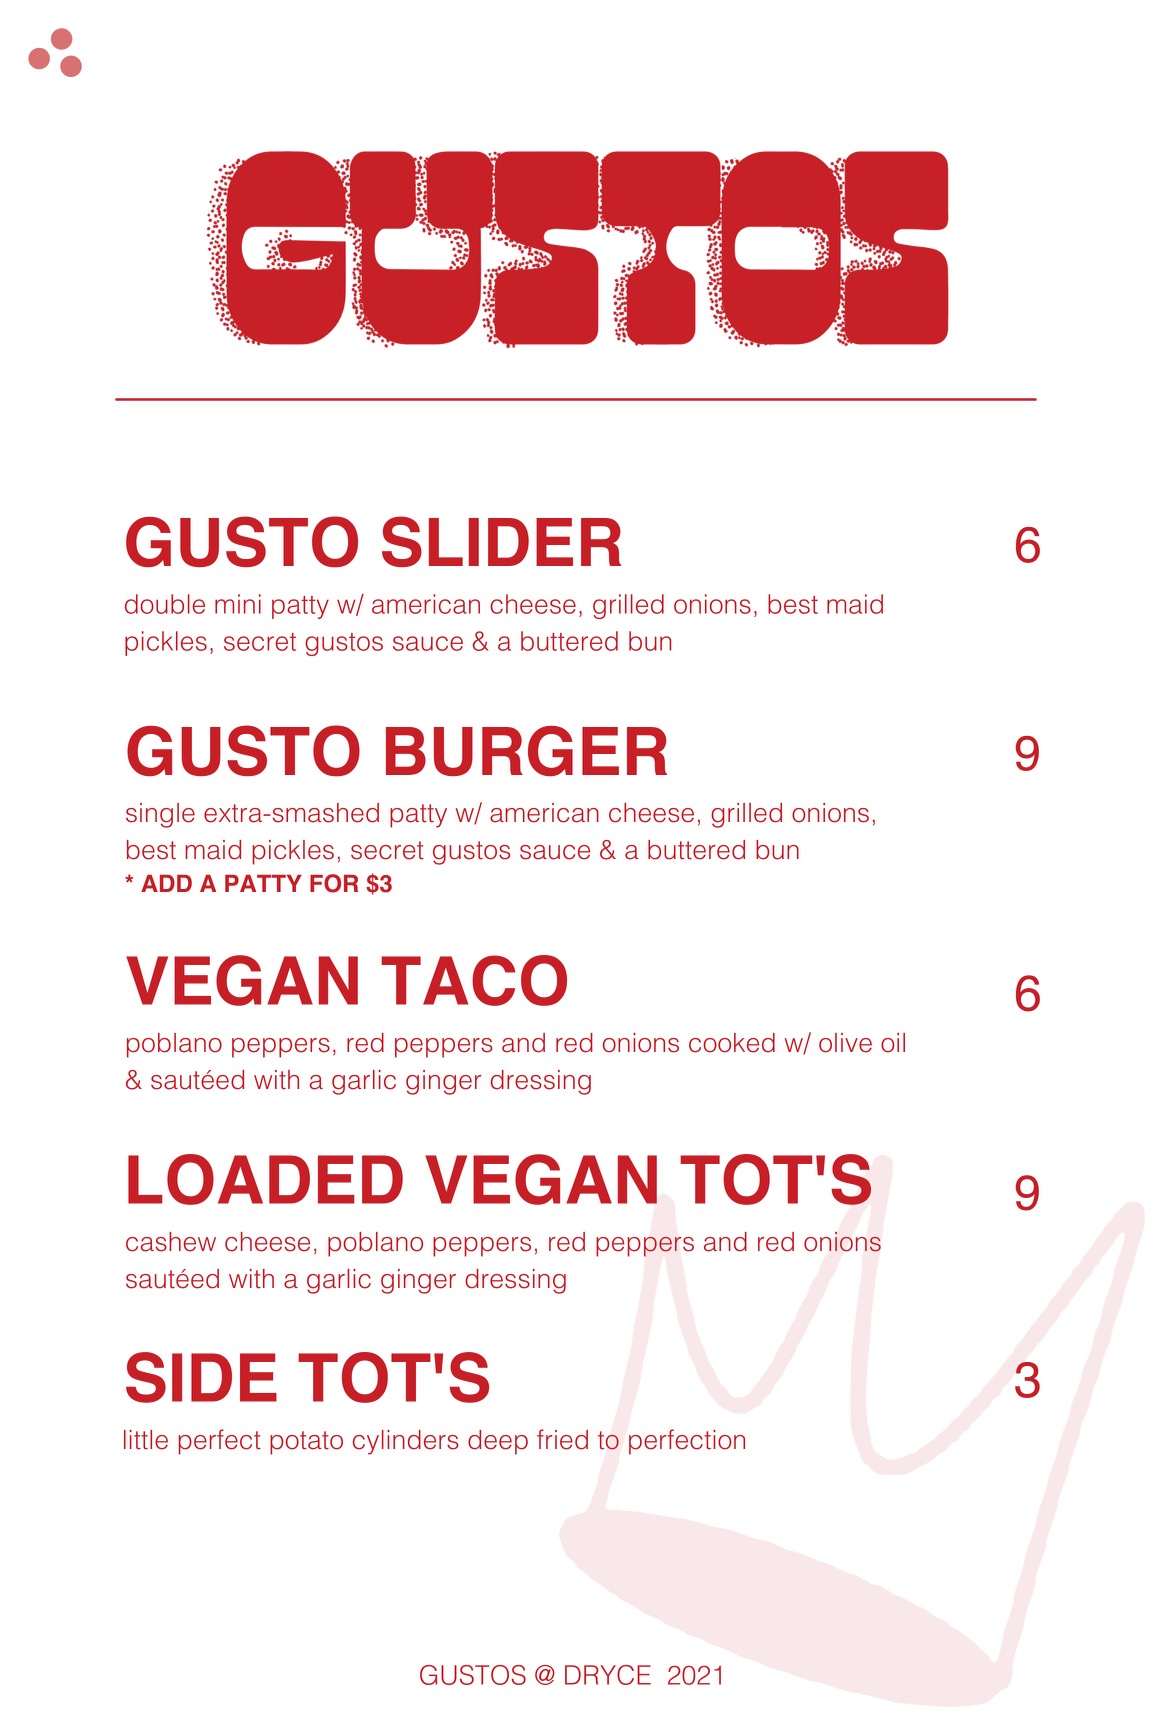 GUSTOS
GUSTO SLIDER 6
double mini patty w/ american cheese, grilled onions, best maid
pickles, secret gustos sauce & a buttered bun
GUSTO BURGER 9
single extra-smashed patty w/ american cheese, grilled onions,
best maid pickles, secret gustos sauce & a buttered bun
* ADD A PATTY FOR $3
VEGAN TACO 6
poblano peppers, red peppers and red onions cooked w/ olive oil
& sautéed with a garlic ginger dressing
LOADED VEGAN TOT'S 9
cashew cheese, poblano peppers, red peppers and red onions
sautéed with a garlic ginger dressing
SIDE TOT'S 3
little perfect potato cylinders deep fried to perfection
GUSTOS @ DRYCE 2021